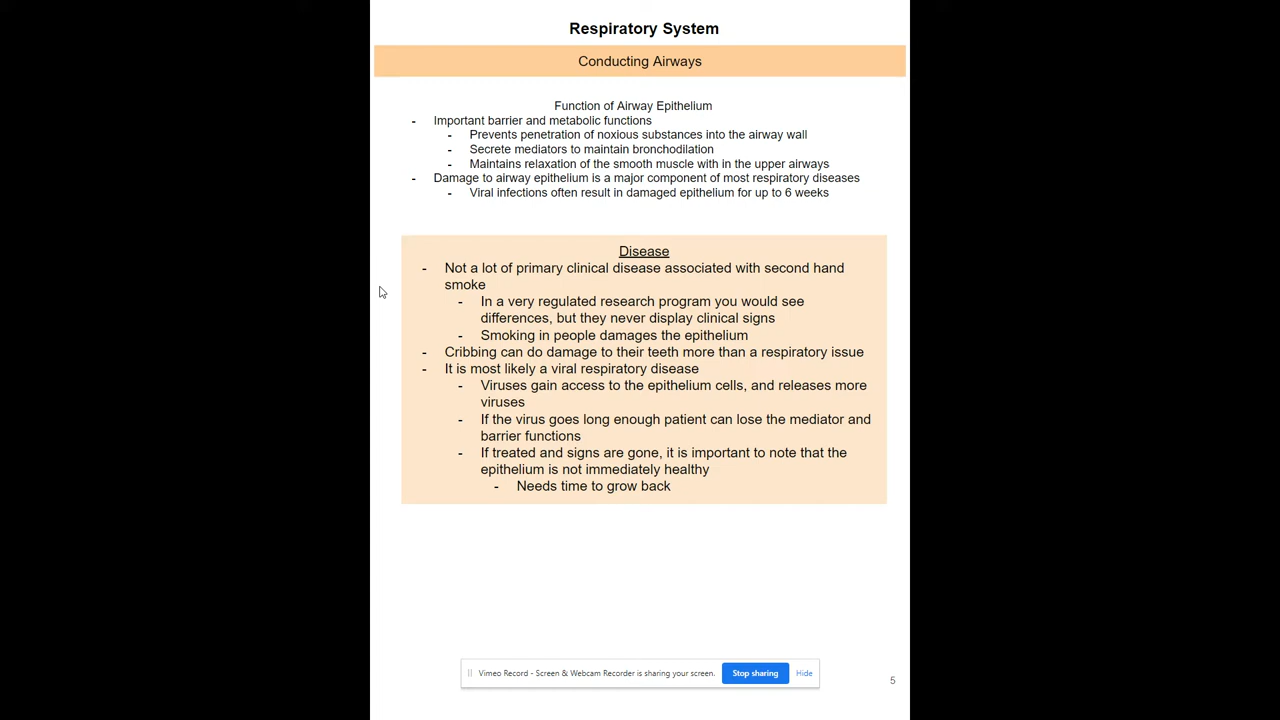 Respiratory System
Conducting Airways
Function of Airway Epithelium
- Important barrier and metabolic functions
- Prevents penetration of noxious substances into the airway wall
- Secrete mediators to maintain bronchodilation
- Maintains relaxation of the smooth muscle with in the upper airways
- Damage to airway epithelium is a major component of most respiratory diseases
- Viral infections often result in damaged epithelium for up to 6 weeks
Disease
- Not a lot of primary clinical disease associated with second hand
smoke
- In a very regulated research program you would see
differences, but they never display clinical signs
- Smoking in people damages the epithelium
- Cribbing can do damage to their teeth more than a respiratory issue
- It is most likely a viral respiratory disease
- Viruses gain access to the epithelium cells, and releases more
viruses
- If the virus goes long enough patient can lose the mediator and
barrier functions
- If treated and signs are gone, it is important to note that the
epithelium is not immediately healthy
- Needs time to grow back
Vimeo Record - Screen & Webcam Recorder is sharing your screen. Stop sharing Hide
5